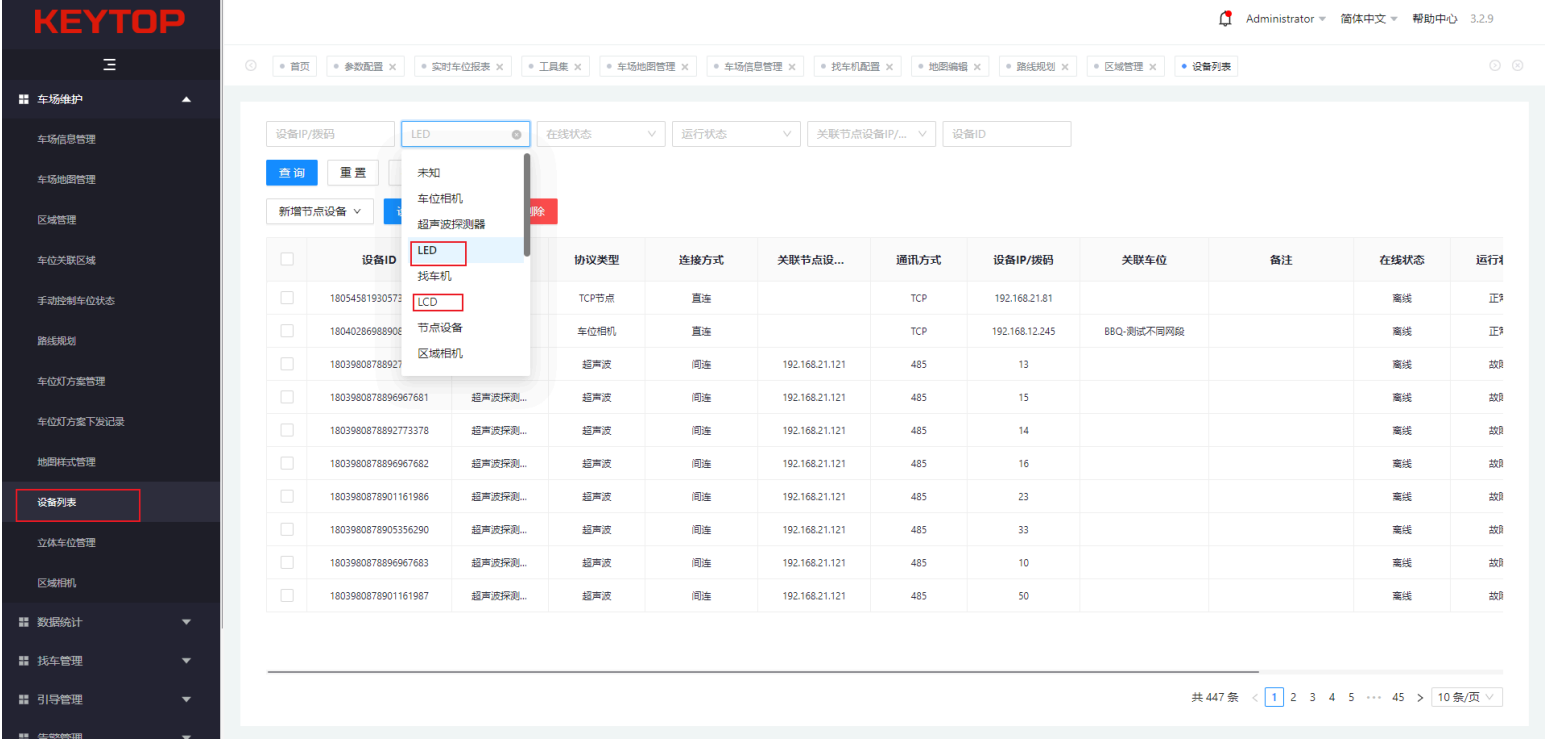 KEYTOP
Administrator 简体中文 帮助中心 3.2.9
首页 参数配置 实时车位报表 工具集 车场地图管理 车场信息管理 找车机配置 地图编辑 路线规划 区域管理 设备列表
车场维护
车场信息管理
车场地图管理
区域管理
车位关联区域
手动控制车位状态
路线规划
车位灯方案管理
车位灯方案下发记录
地图样式管理
设备列表
立体车位管理
区域相机
数据统计
找车管理
引导管理
告警管理
设备IP/拨码 LED 在线状态 运行状态 关联节点设备IP/... 设备ID
查 询 重 置
新增节点设备
未知
车位相机
超声波探测器
LED
找车机
LCD
节点设备
区域相机
设备ID 协议类型 连接方式 关联节点设... 通讯方式 设备IP/拨码 关联车位 备注 在线状态
18054581930573 TCP节点 直连 TCP 192.168.21.81 离线 正常
18040286988908 车位相机 直连 TCP 192.168.12.245 BBQ-测试不同网段 离线 正常
18039808788927 超声波 间连 192.168.21.121 485 13 离线
1803980878896967681 超声波探测... 超声波 间连 192.168.21.121 485 15 离线
1803980878892773378 超声波探测... 超声波 间连 192.168.21.121 485 14 离线
1803980878896967682 超声波探测... 超声波 间连 192.168.21.121 485 16 离线
1803980878901161986 超声波探测... 超声波 间连 192.168.21.121 485 23 离线
1803980878905356290 超声波探测... 超声波 间连 192.168.21.121 485 33 离线
1803980878896967683 超声波探测... 超声波 间连 192.168.21.121 485 10 离线
1803980878901161987 超声波探测... 超声波 间连 192.168.21.121 485 50 离线
共 447 条 < 1 2 3 4 5 ••• 45 > 10 条/页